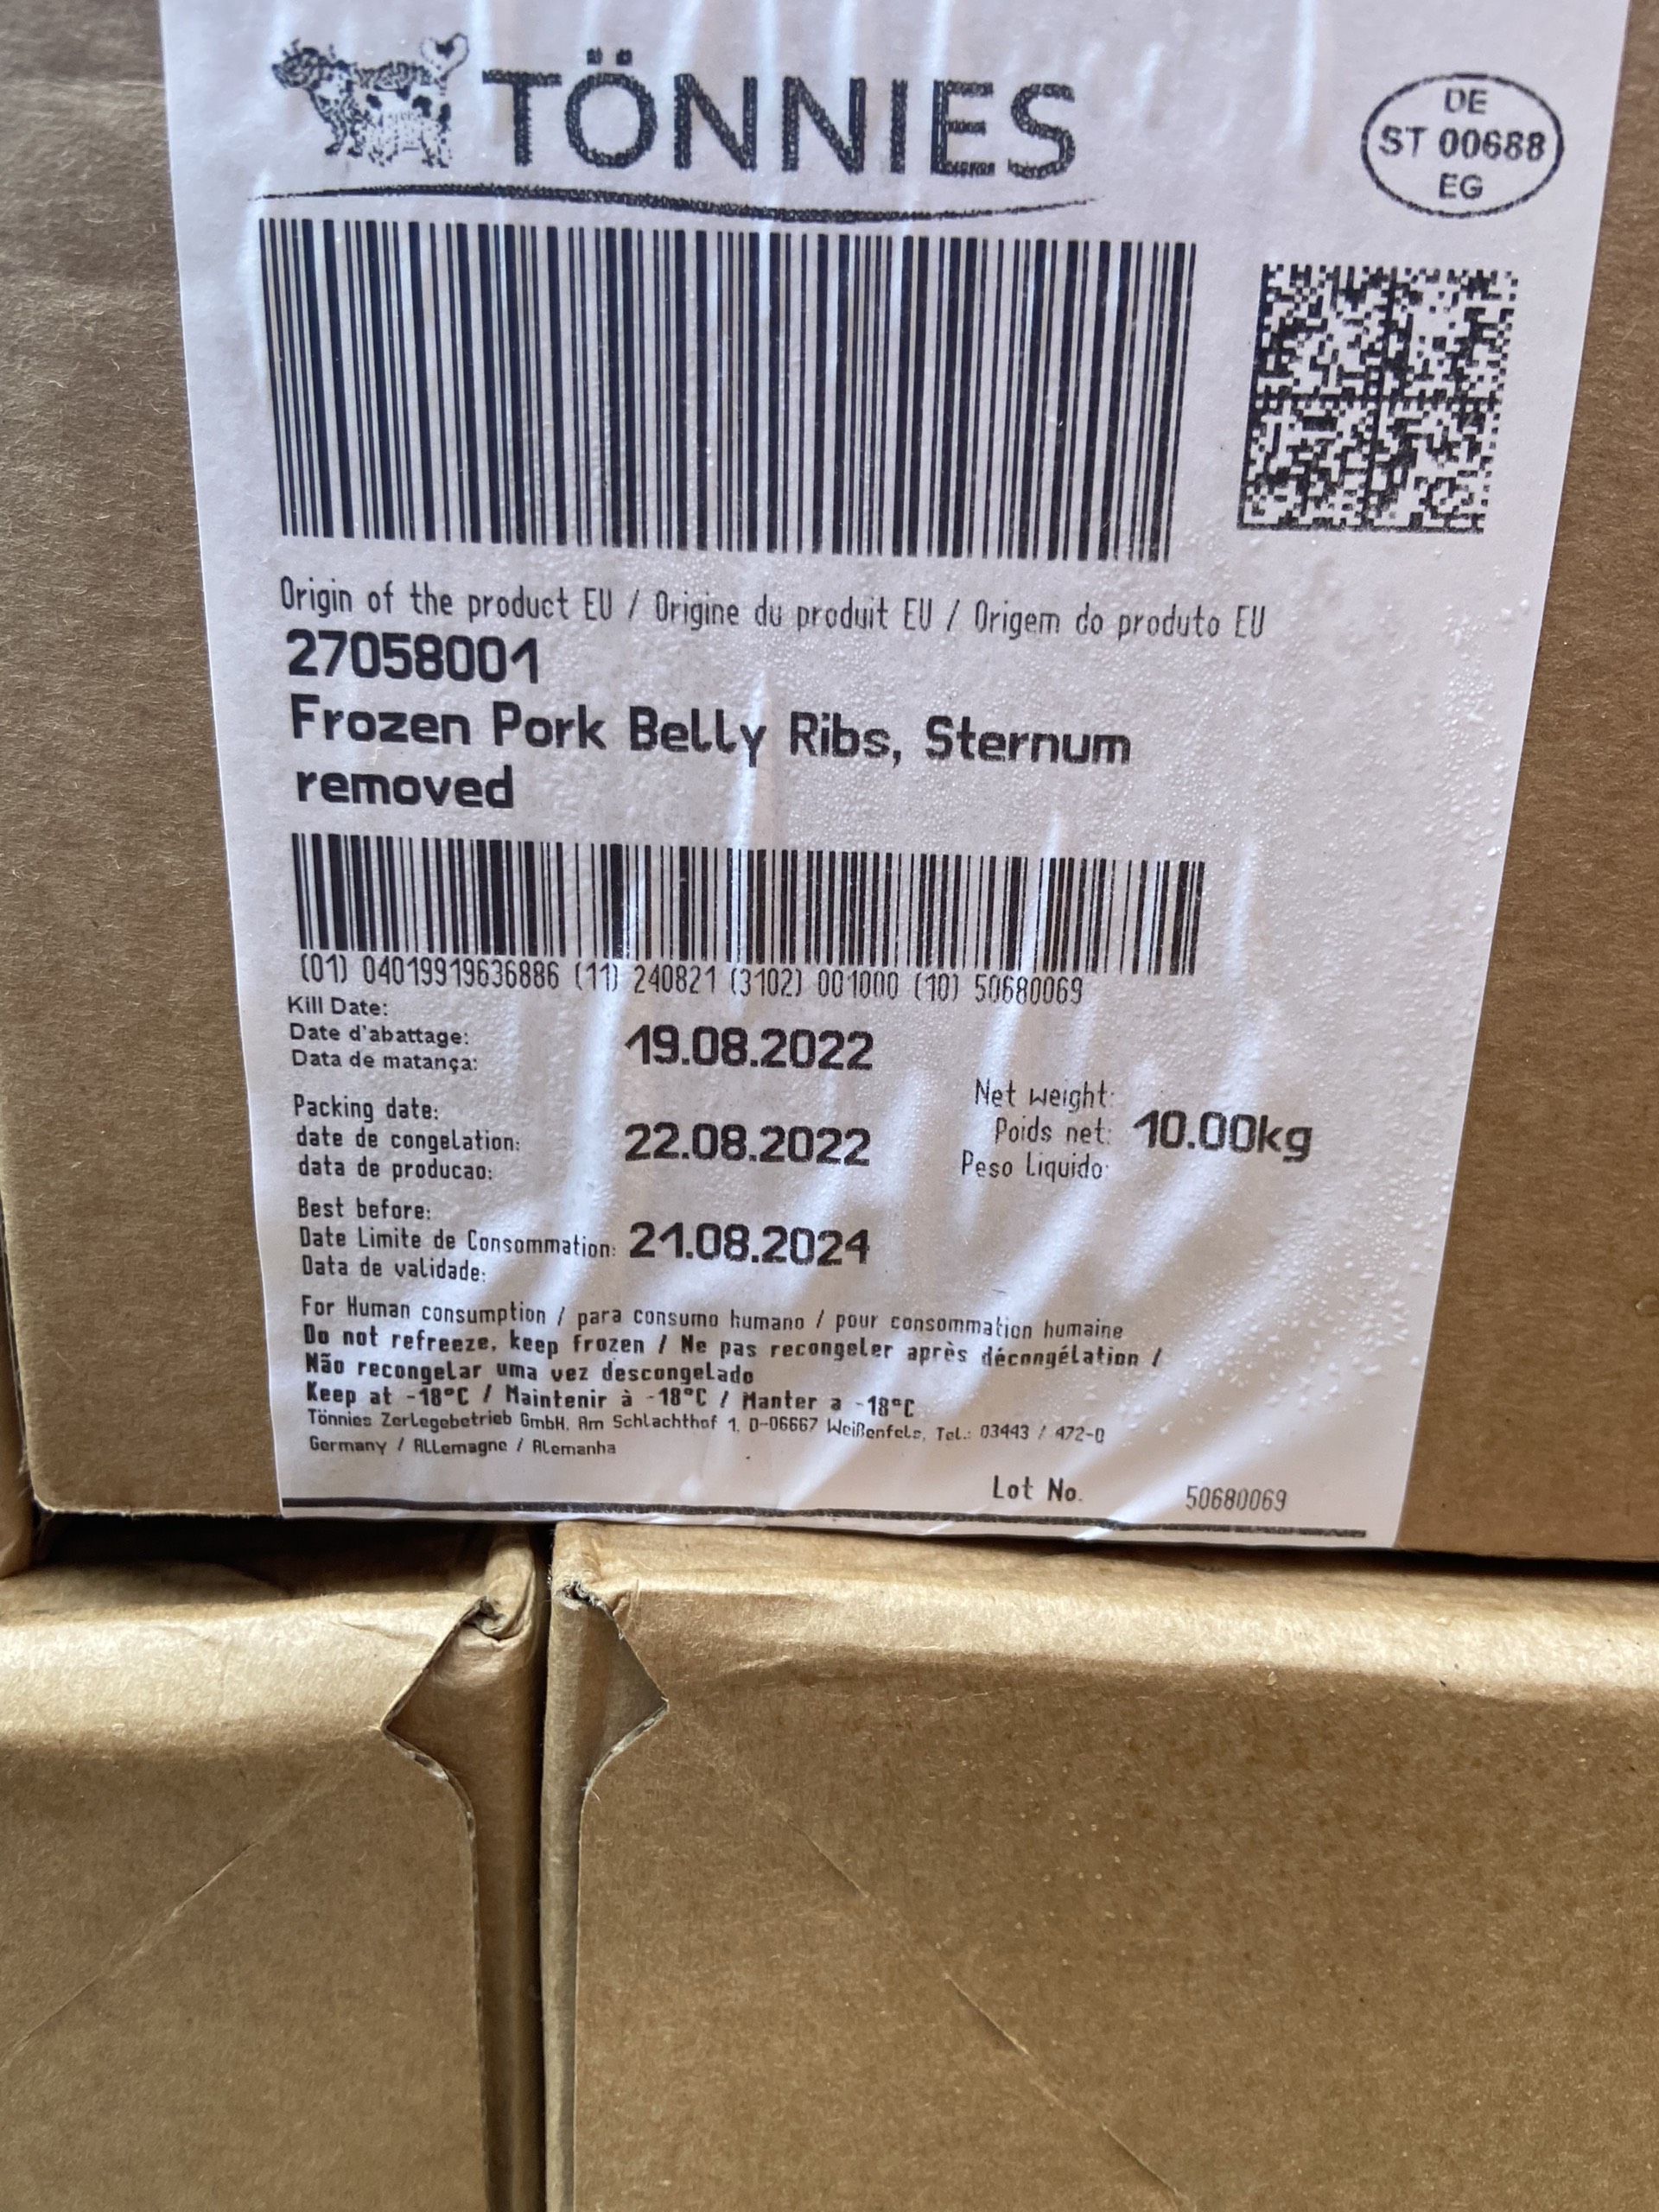 TÖNNIES
DE
ST 00688
EG
Origin of the product EU / Origine du produit EU / Origem do produto EU
27058001
Frozen Pork Belly Ribs, Sternum
removed
(01) 04019919636886 (11) 240821 (3102) 001000 (10) 50680069
Kill Date:
Date d'abattage:
Data de matança:
19.08.2022
Packing date:
date de congelation:
data de producao:
22.08.2022
Net weight:
Poids net:
Peso Liquido:
10.00kg
Best before:
Date Limite de Consommation:
Data de validade:
21.08.2024
For Human consumption / para consumo humano / pour consommation humaine
Do not refreeze, keep frozen / Ne pas recongeler après décongélation /
Não recongelar uma vez descongelado
Keep at -18°C / Maintenir à -18°C / Manter a -18°C
Tönnies Zerlegebetrieb GmbH, Am Schlachthof 1, D-06667 Weißenfels, Tel.: 03443 / 472-0
Germany / Allemagne / Alemanha
Lot No. 50680069